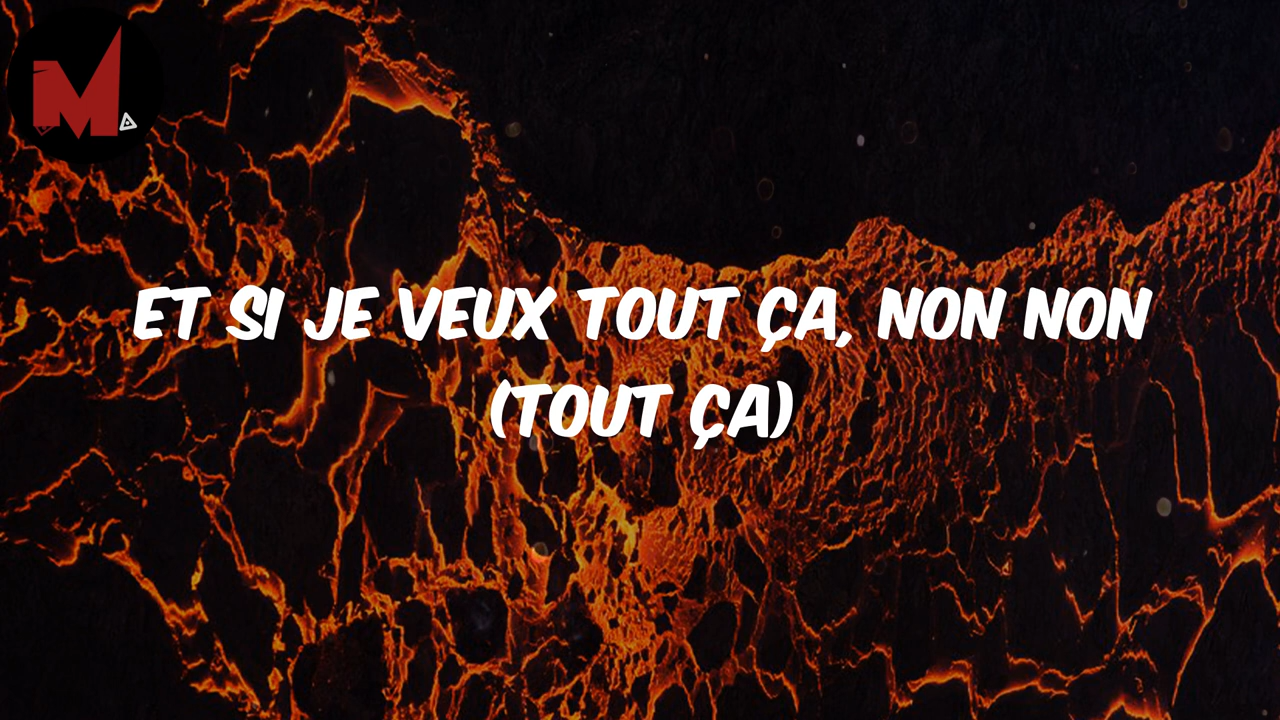 M.
ET SI JE VEUX TOUT ÇA, NON NON
(TOUT ÇA)